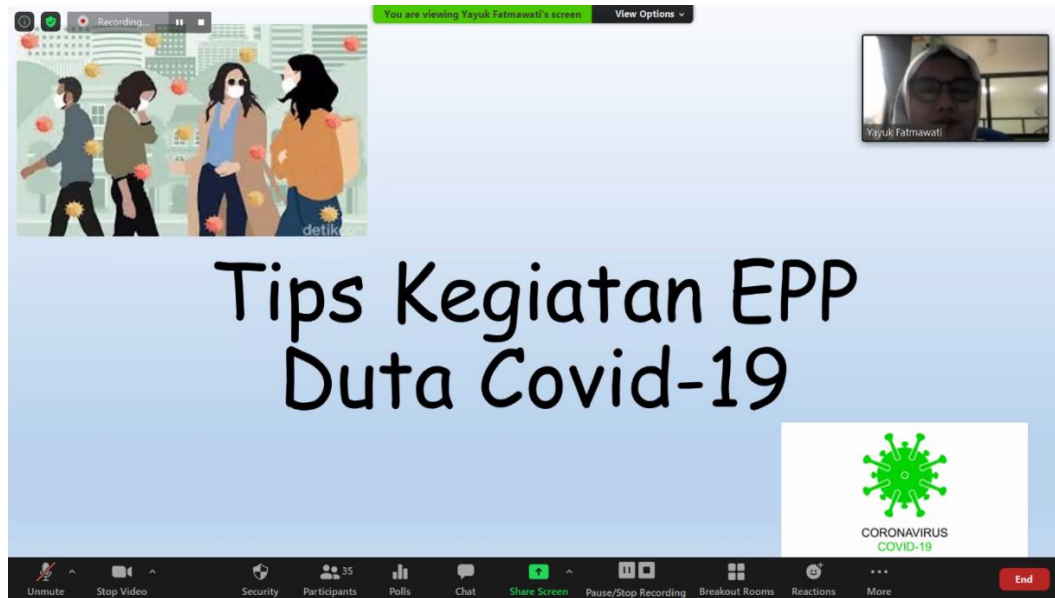 Recording...
You are viewing Yayuk Fatmawati's screen
View Options
Yayuk Fatmawati
detikcom
Tips Kegiatan EPP
Duta Covid-19
CORONAVIRUS
COVID-19
Unmute
Stop Video
Security
Participants
35
Polls
Chat
Share Screen
Pause/Stop Recording
Breakout Rooms
Reactions
More
End